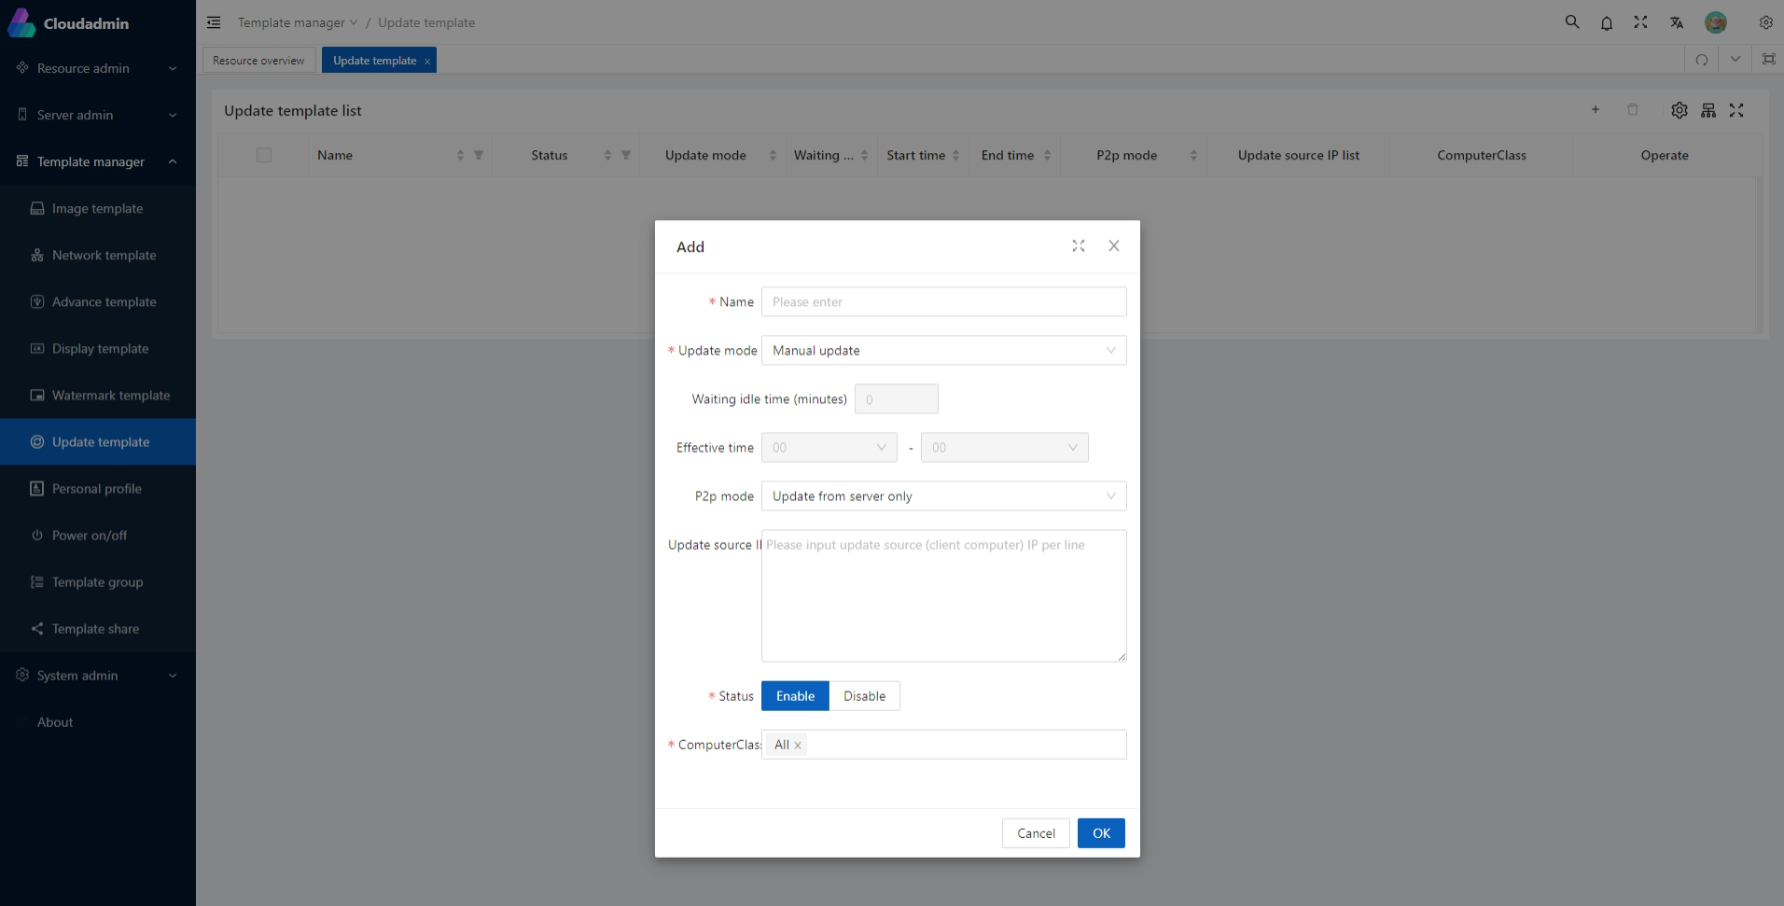 Cloudadmin
Template manager / Update template
Resource admin
Resource overview
Update template ×
Server admin
Update template list
Template manager
Name
Status
Update mode
Waiting ...
Start time
End time
P2p mode
Update source IP list
ComputerClass
Operate
Image template
Network template
Advance template
Display template
Watermark template
Update template
Personal profile
Power on/off
Template group
Template share
System admin
About
Add
* Name
Please enter
* Update mode
Manual update
Waiting idle time (minutes)
0
Effective time
00
-
00
P2p mode
Update from server only
Update source I
Please input update source (client computer) IP per line
* Status
Enable
Disable
* ComputerClas
All ×
Cancel
OK